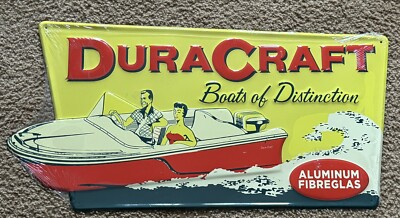 DURACRAFT
Boats of Distinction
ALUMINUM
FIBREGLAS